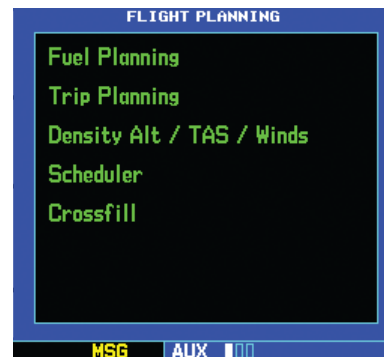 FLIGHT PLANNING
Fuel Planning
Trip Planning
Density Alt / TAS / Winds
Scheduler
Crossfill
MSG AUX